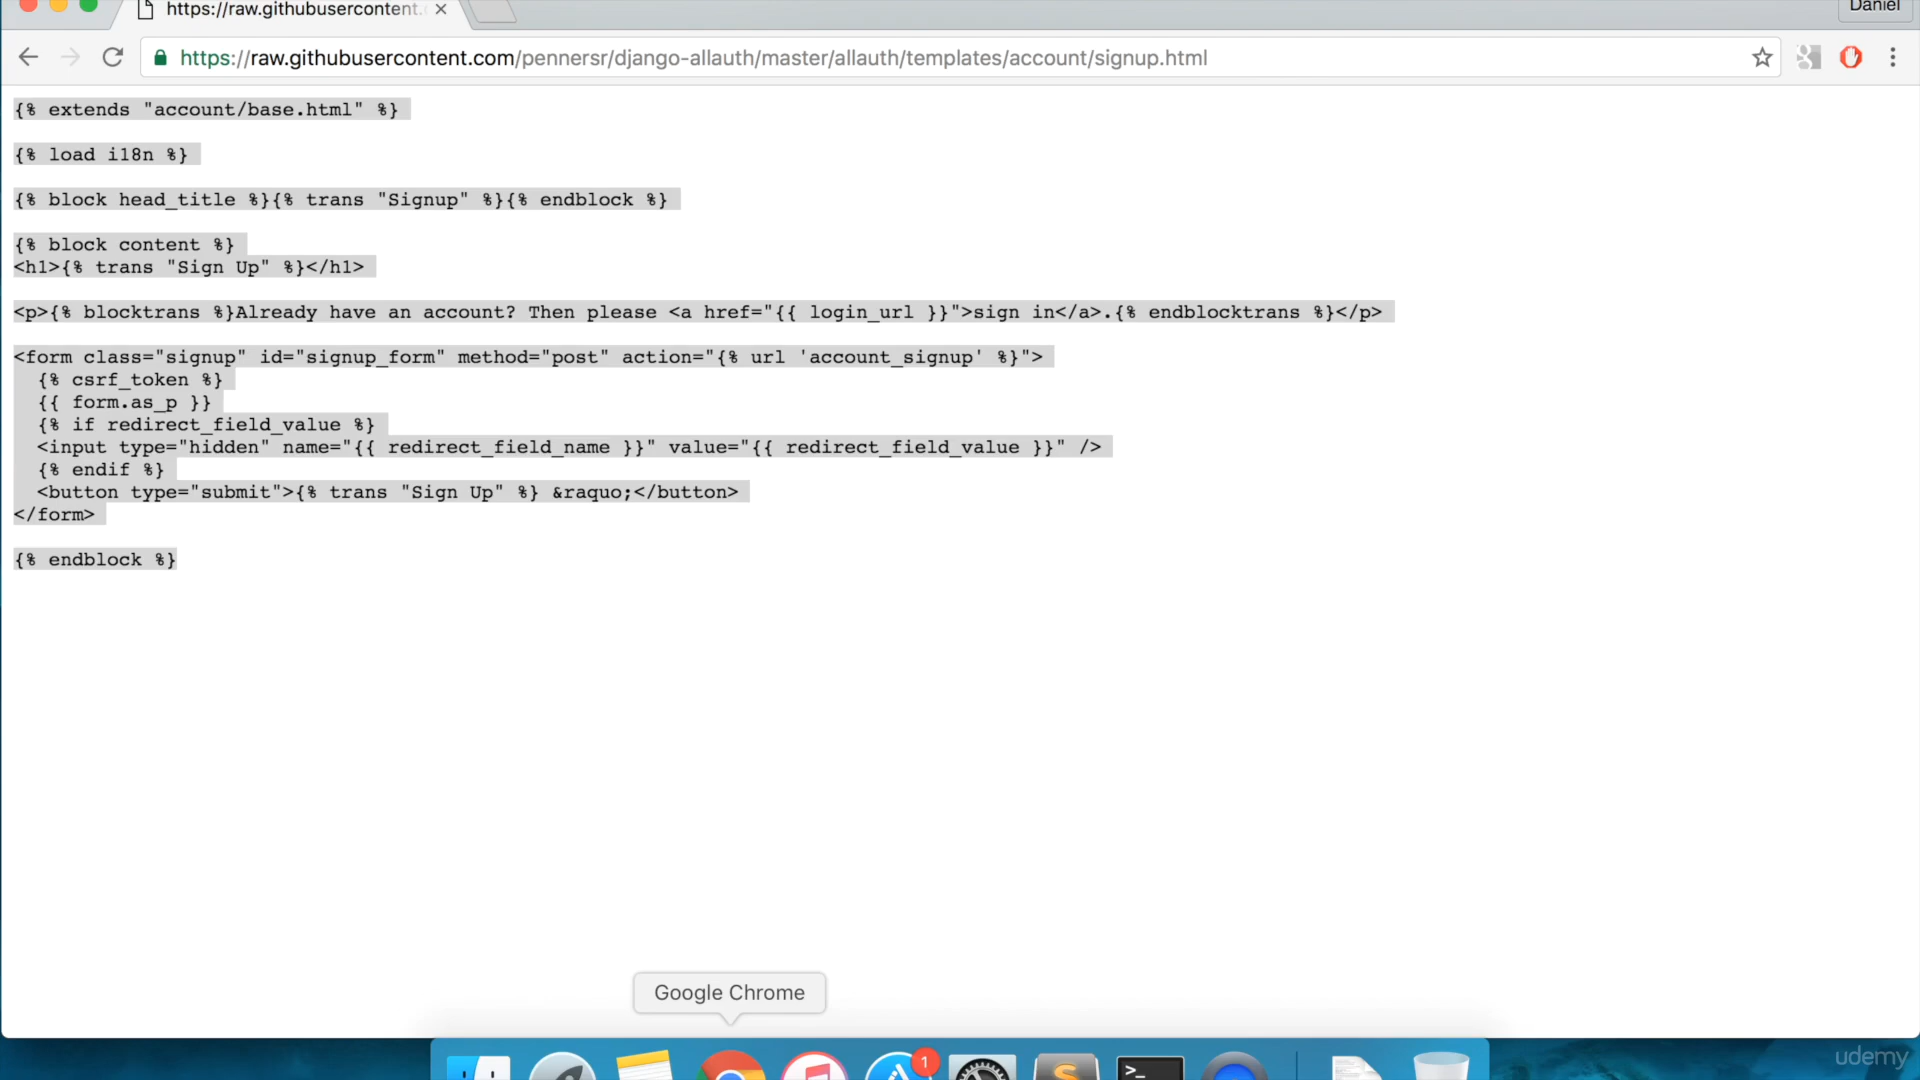 https://raw.githubusercontent.
Daniel
https://raw.githubusercontent.com/pennersr/django-allauth/master/allauth/templates/account/signup.html
{% extends "account/base.html" %}
{% load i18n %}
{% block head_title %}{% trans "Signup" %}{% endblock %}
{% block content %}
<h1>{% trans "Sign Up" %}</h1>
<p>{% blocktrans %}Already have an account? Then please <a href="{{ login_url }}">sign in</a>.{% endblocktrans %}</p>
<form class="signup" id="signup_form" method="post" action="{% url 'account_signup' %}">
{% csrf_token %}
{{ form.as_p }}
{% if redirect_field_value %}
<input type="hidden" name="{{ redirect_field_name }}" value="{{ redirect_field_value }}" />
{% endif %}
<button type="submit">{% trans "Sign Up" %} &raquo;</button>
</form>
{% endblock %}
Google Chrome
1
>_
udemy